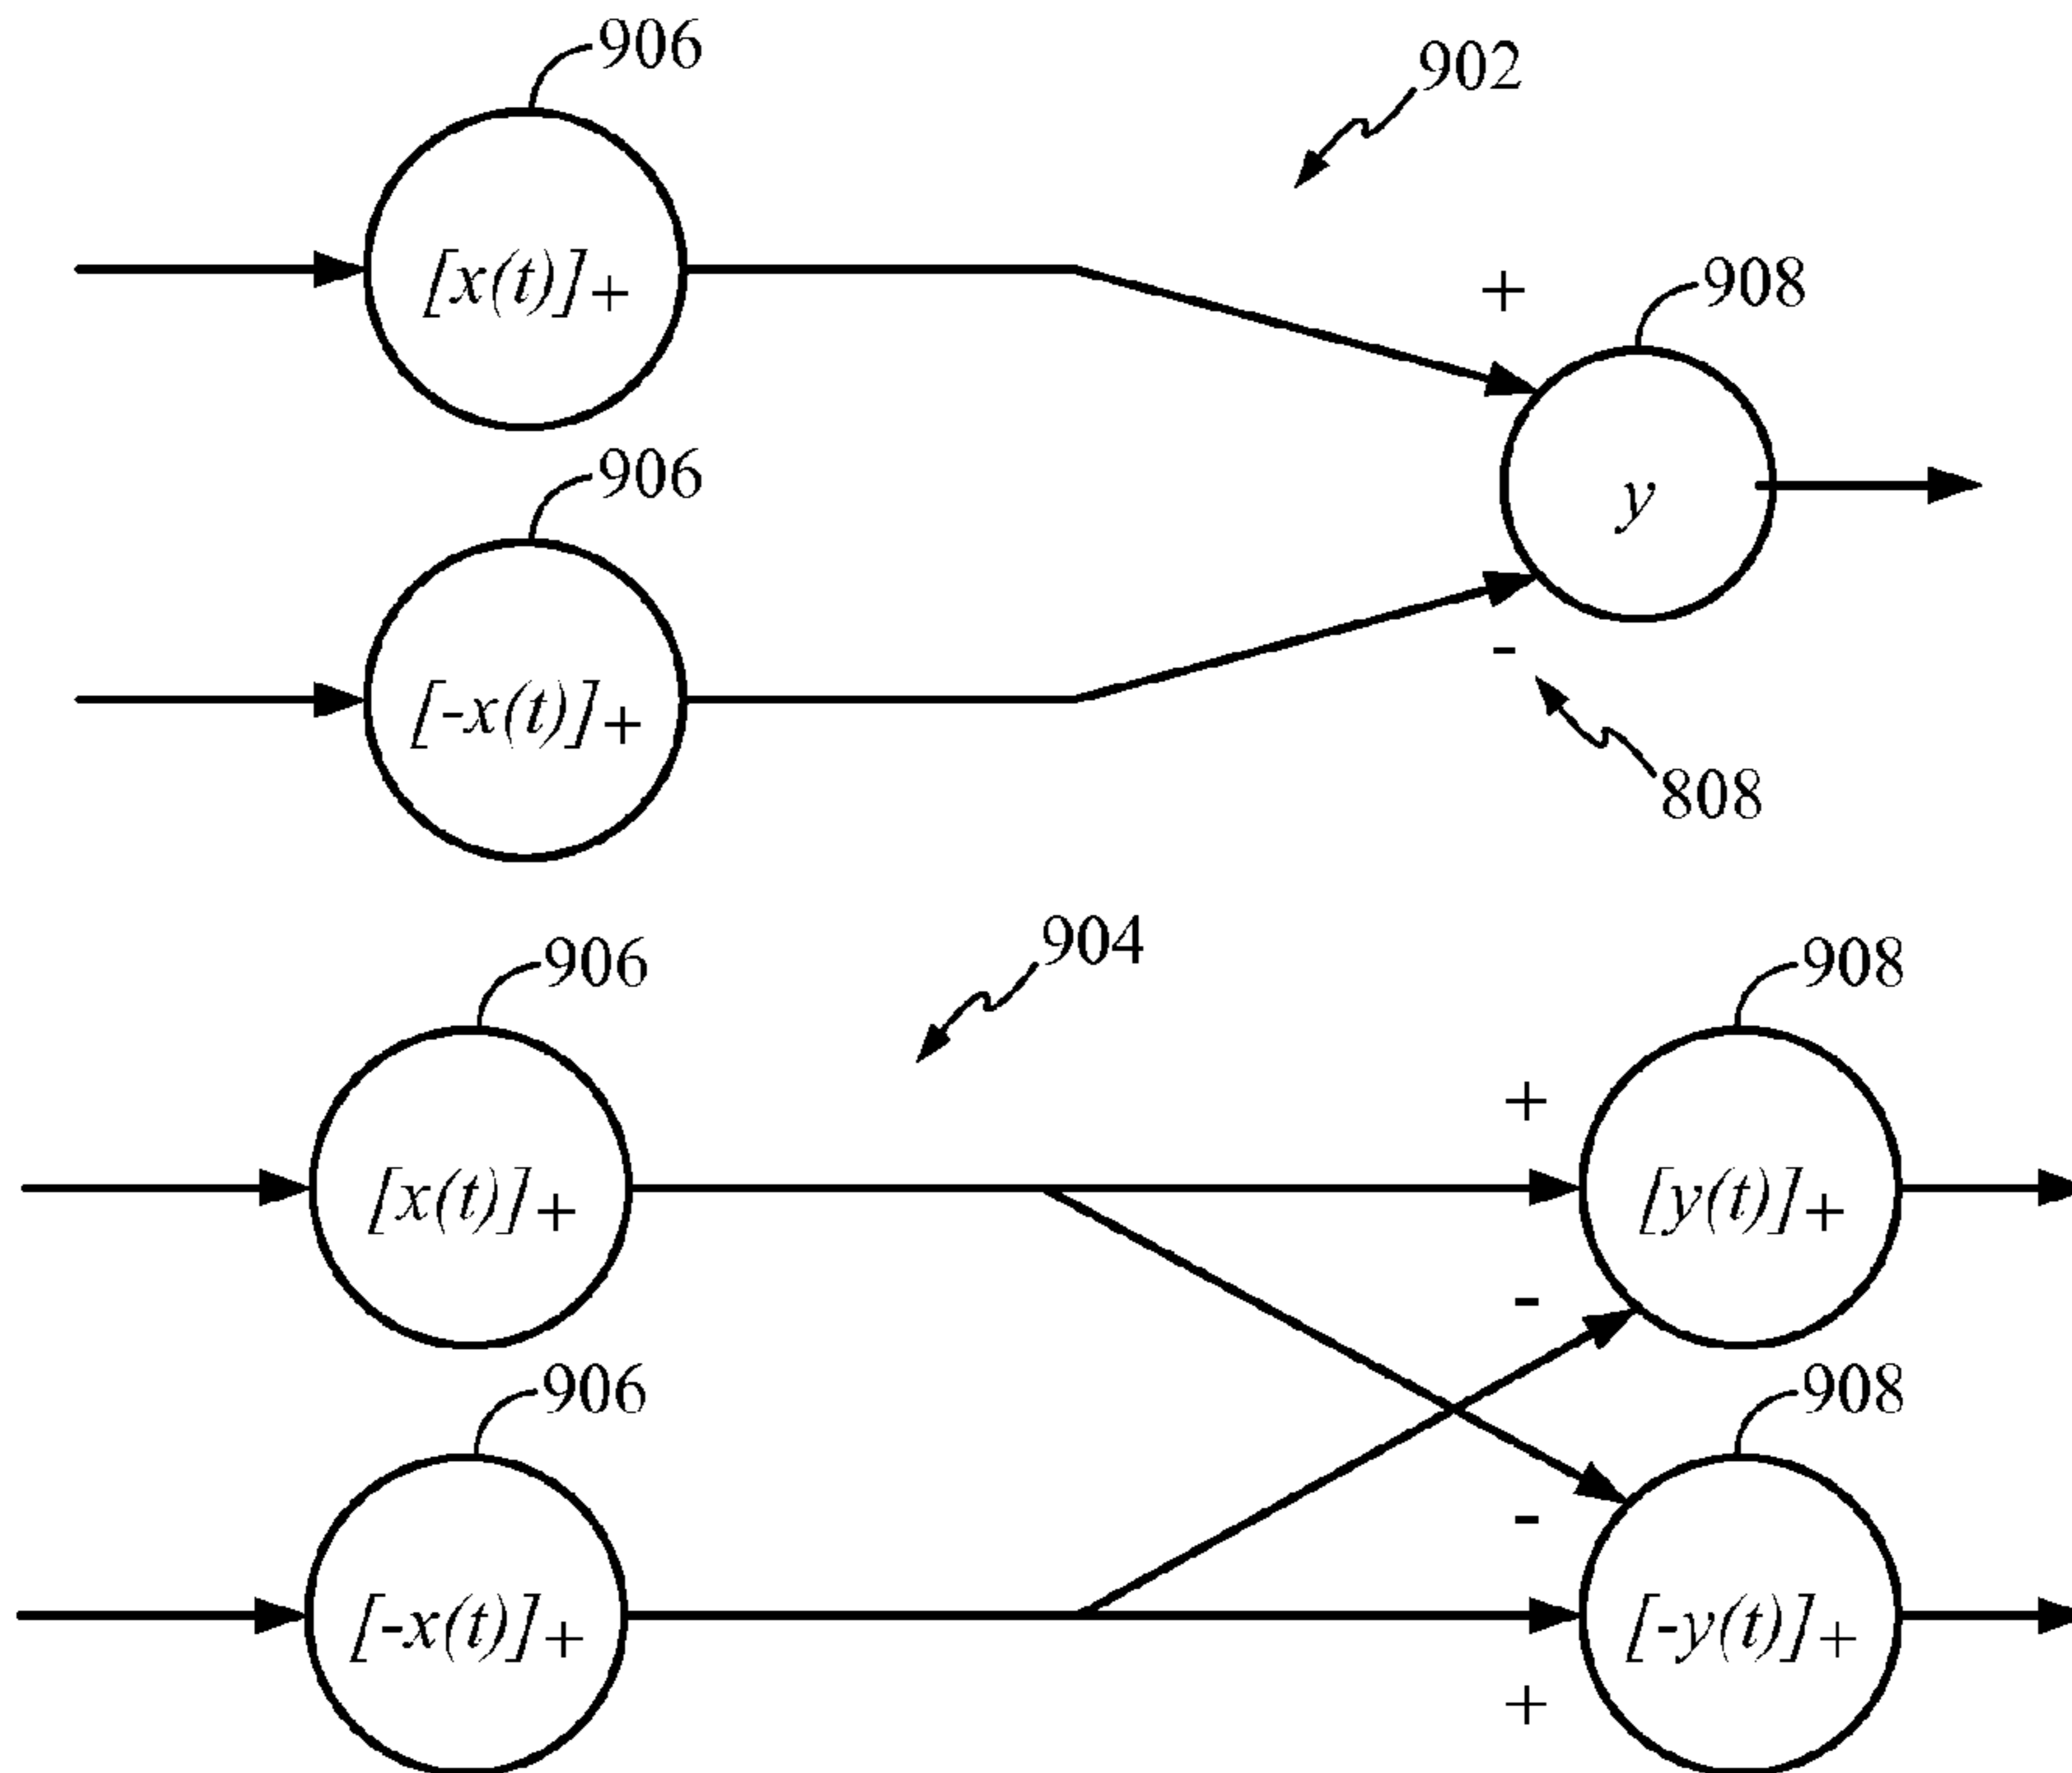 906
902
[x(t)]+
+
908
906
y
-
[-x(t)]+
808
904
906
908
+
[x(t)]+
[y(t)]+
-
906
908
-
[-x(t)]+
[-y(t)]+
+